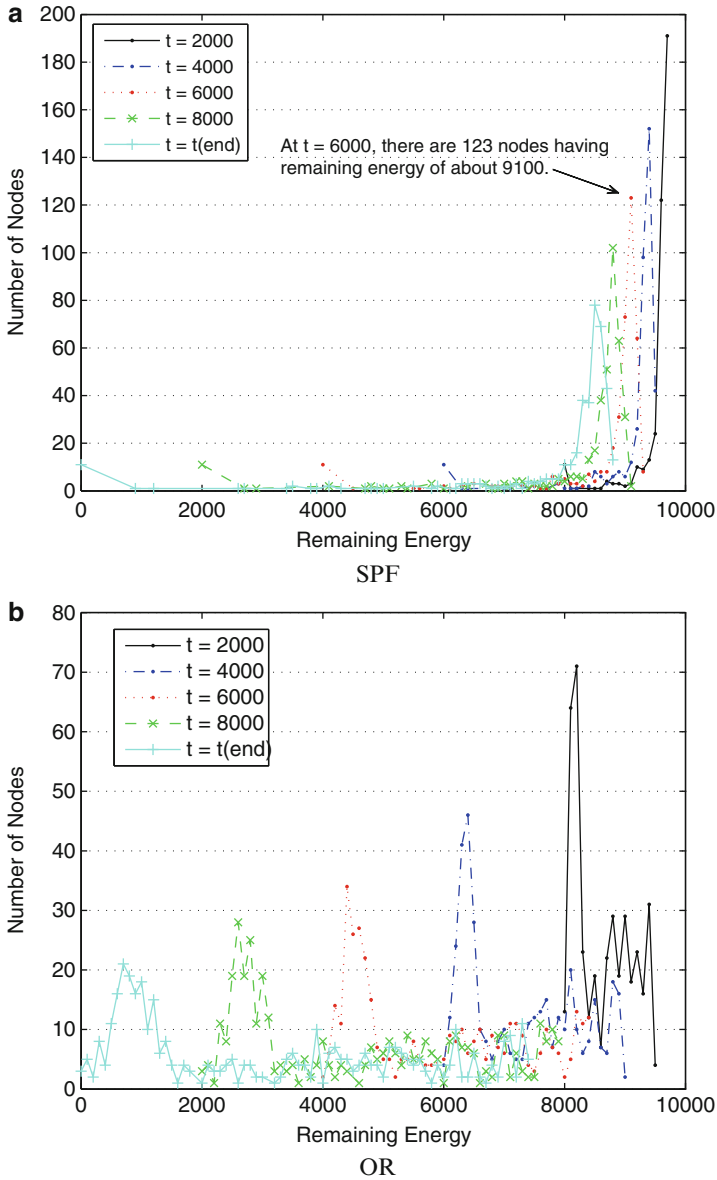 a
200
180
160
140
120
100
80
60
40
20
0
Number of Nodes
t = 2000
t = 4000
t = 6000
t = 8000
t = t(end)
At t = 6000, there are 123 nodes having
remaining energy of about 9100.
0 2000 4000 6000 8000 10000
Remaining Energy
SPF
b
80
70
60
50
40
30
20
10
0
Number of Nodes
t = 2000
t = 4000
t = 6000
t = 8000
t = t(end)
0 2000 4000 6000 8000 10000
Remaining Energy
OR